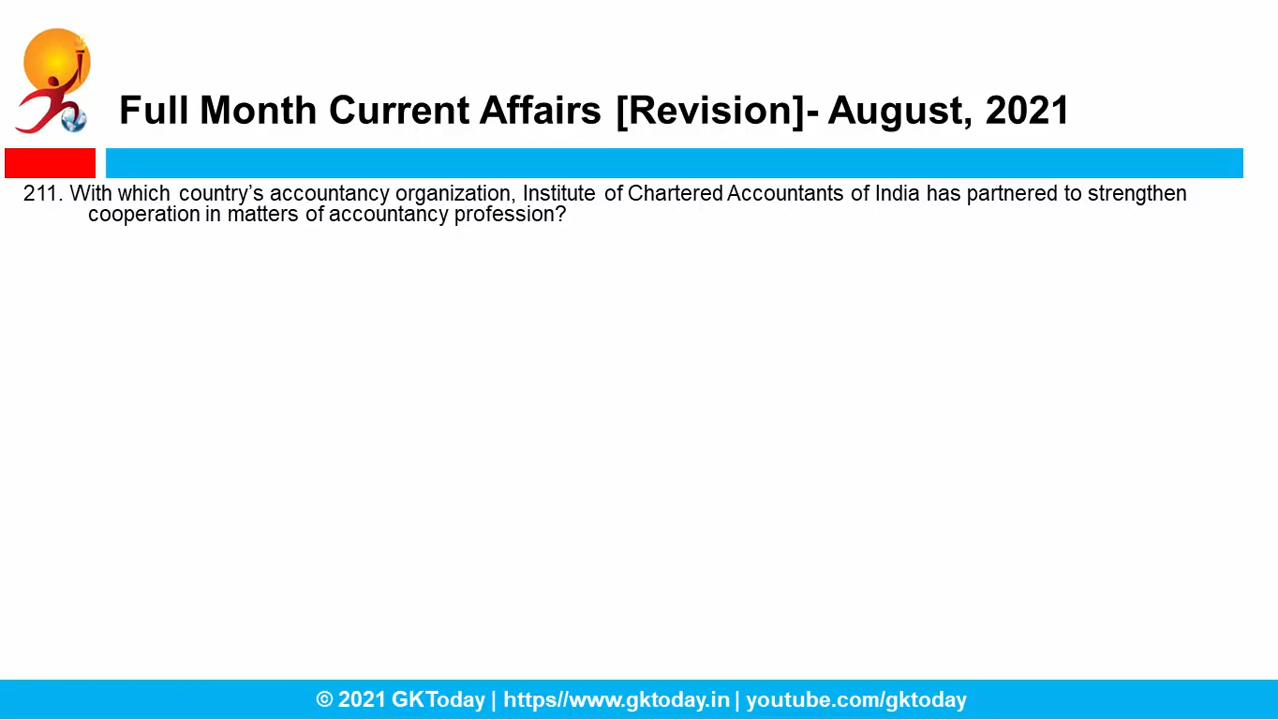 Full Month Current Affairs [Revision]- August, 2021
211. With which country’s accountancy organization, Institute of Chartered Accountants of India has partnered to strengthen
cooperation in matters of accountancy profession?
© 2021 GKToday | https//www.gktoday.in | youtube.com/gktoday